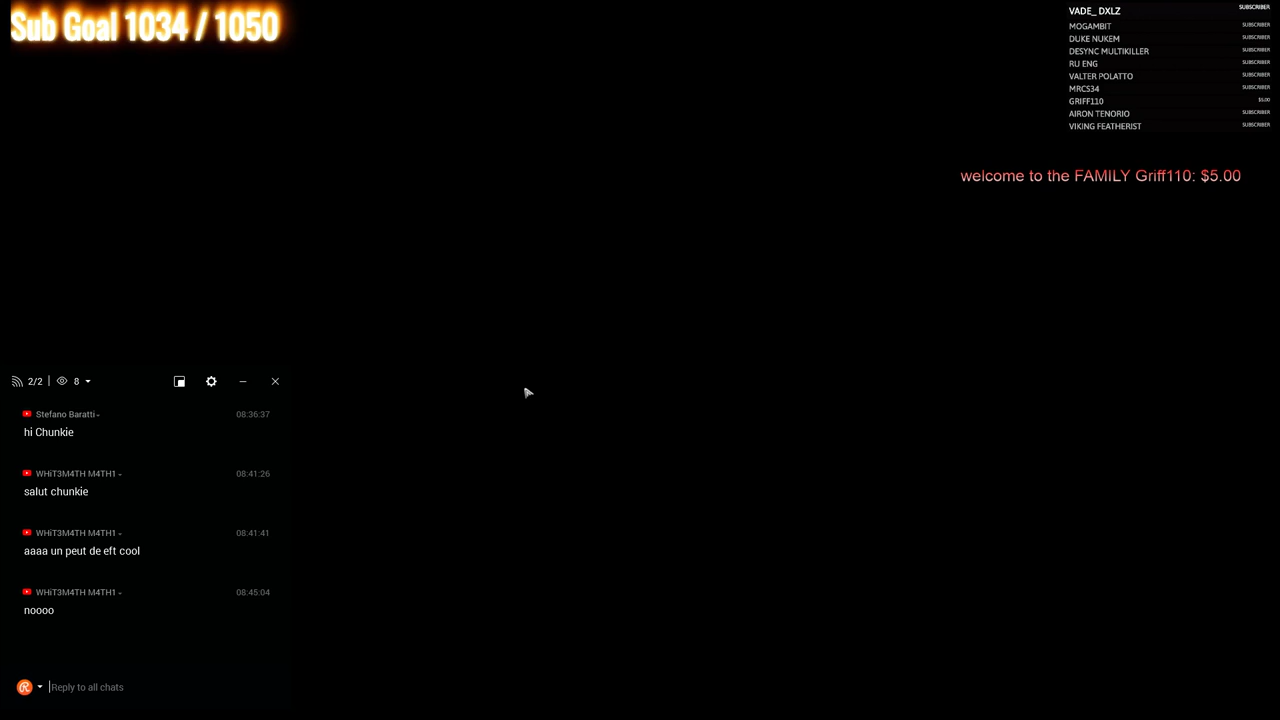 Sub Goal 1034 / 1050
VADE_ DXLZ SUBSCRIBER
MOGAMBIT SUBSCRIBER
DUKE NUKEM SUBSCRIBER
DESYNC MULTIKILLER SUBSCRIBER
RU ENG SUBSCRIBER
VALTER POLATTO SUBSCRIBER
MRCS34 SUBSCRIBER
GRIFF110 $5.00
AIRON TENORIO SUBSCRIBER
VIKING FEATHERIST SUBSCRIBER
welcome to the FAMILY Griff110: $5.00
2/2 8
Stefano Baratti 08:36:37
hi Chunkie
WHiT3M4TH M4TH1 08:41:26
salut chunkie
WHiT3M4TH M4TH1 08:41:41
aaaa un peut de eft cool
WHiT3M4TH M4TH1 08:45:04
noooo
Reply to all chats